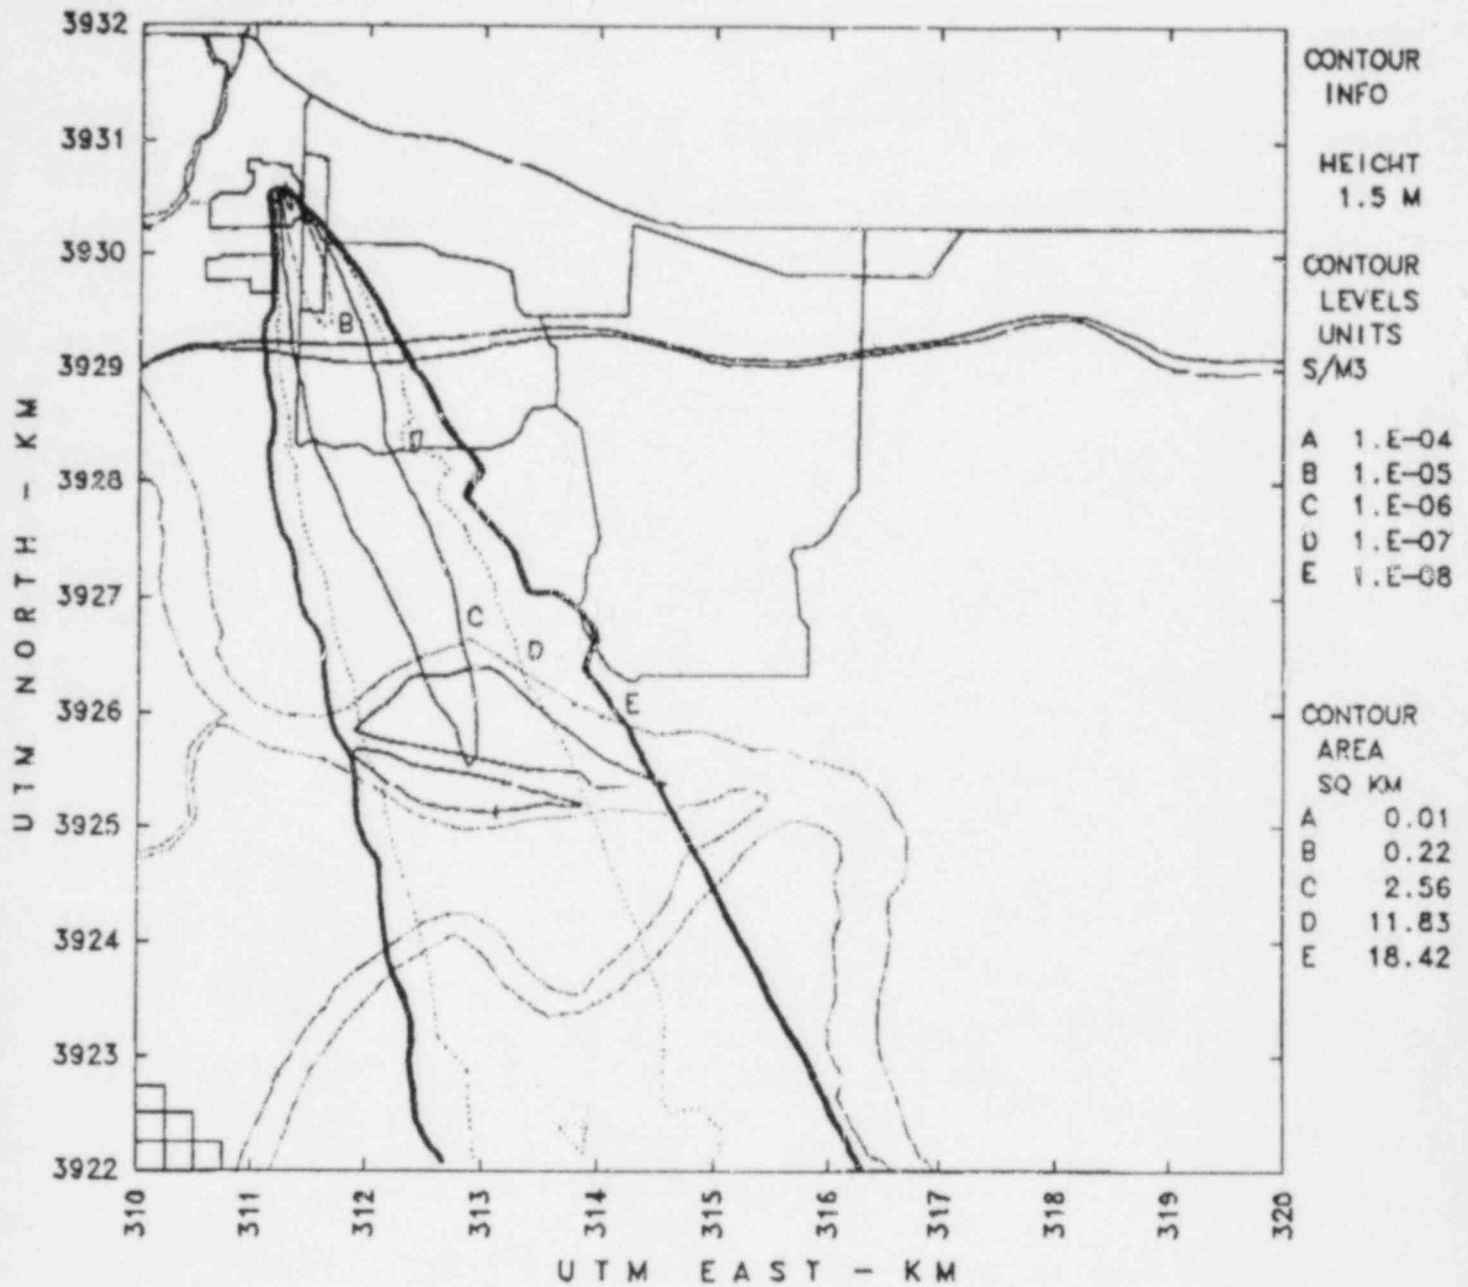 3932
3931
3930
3929
3928
3927
3926
3925
3924
3923
3922
UTM NORTH - KM
310
311
312
313
314
315
316
317
318
319
320
UTM EAST - KM
B
D
C
D
E
CONTOUR
INFO
HEIGHT
1.5 M
CONTOUR
LEVELS
UNITS
S/M3
A 1.E-04
B 1.E-05
C 1.E-06
D 1.E-07
E 1.E-08
CONTOUR
AREA
SQ KM
A 0.01
B 0.22
C 2.56
D 11.83
E 18.42